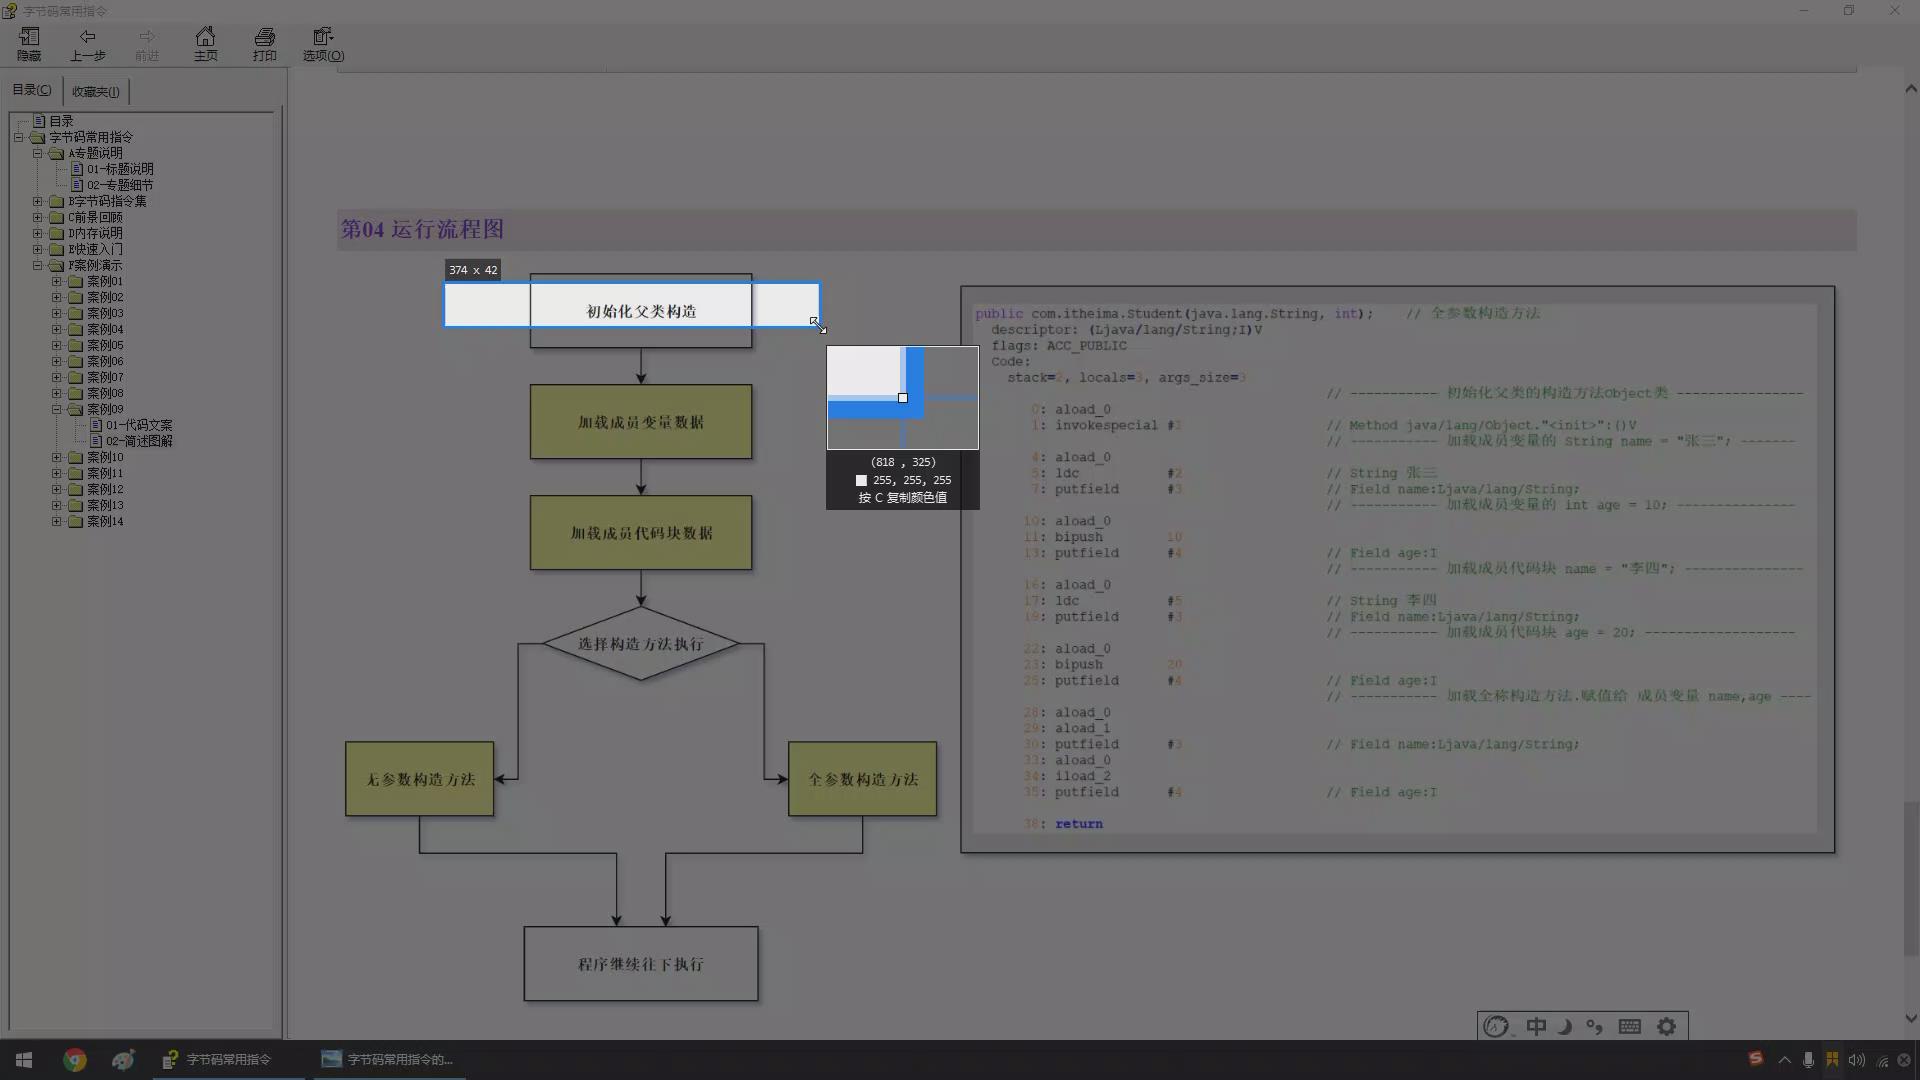 字节码常用指令
隐藏 上一步 前进 主页 打印 选项(O)
目录(C) 收藏夹(I)
目录
字节码常用指令
A专题说明
01-标题说明
02-专题细节
B字节码指令集
C前景回顾
D内存说明
E快速入门
F案例演示
案例01
案例02
案例03
案例04
案例05
案例06
案例07
案例08
案例09
01-代码文案
02-简述图解
案例10
案例11
案例12
案例13
案例14
第04 运行流程图
374 x 42
初始化父类构造
加载成员变量数据
加载成员代码块数据
选择构造方法执行
无参数构造方法
全参数构造方法
程序继续往下执行
(818 , 325)
255, 255, 255
按 C 复制颜色值
public com.itheima.Student(java.lang.String, int); // 全参数构造方法
descriptor: (Ljava/lang/String;I)V
flags: ACC_PUBLIC
Code:
stack=2, locals=3, args_size=3
// ----------- 初始化父类的构造方法Object类 ----------------
0: aload_0
1: invokespecial #1 // Method java/lang/Object."<init>":()V
// ----------- 加载成员变量的 String name = "张三"; -------
4: aload_0
5: ldc #2 // String 张三
7: putfield #3 // Field name:Ljava/lang/String;
// ----------- 加载成员变量的 int age = 10; ---------------
10: aload_0
11: bipush 10
13: putfield #4 // Field age:I
// ----------- 加载成员代码块 name = "李四"; ---------------
16: aload_0
17: ldc #5 // String 李四
19: putfield #3 // Field name:Ljava/lang/String;
// ----------- 加载成员代码块 age = 20; -------------------
22: aload_0
23: bipush 20
25: putfield #4 // Field age:I
// ----------- 加载全称构造方法.赋值给 成员变量 name,age ----
28: aload_0
29: aload_1
30: putfield #3 // Field name:Ljava/lang/String;
33: aload_0
34: iload_2
35: putfield #4 // Field age:I
38: return
中
字节码常用指令 字节码常用指令的...